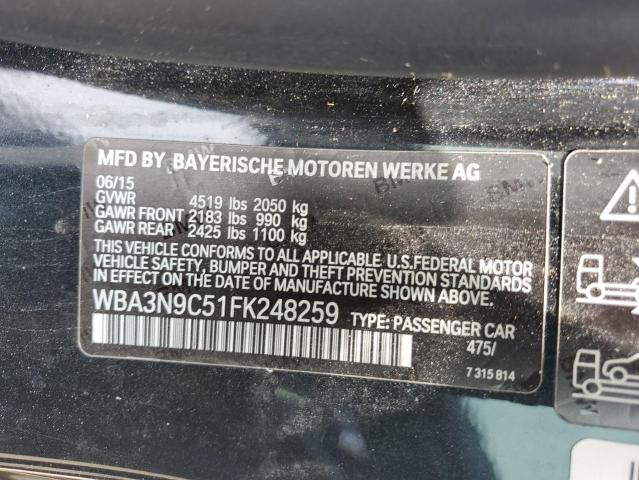 MFD BY BAYERISCHE MOTOREN WERKE AG
06/15
GVWR 4519 lbs 2050 kg
GAWR FRONT 2183 lbs 990 kg
GAWR REAR 2425 lbs 1100 kg
THIS VEHICLE CONFORMS TO ALL APPLICABLE U.S.FEDERAL MOTOR
VEHICLE SAFETY, BUMPER AND THEFT PREVENTION STANDARDS
IN EFFECT ON THE DATE OF MANUFACTURE SHOWN ABOVE.
WBA3N9C51FK248259 TYPE: PASSENGER CAR
475/
7 315 814